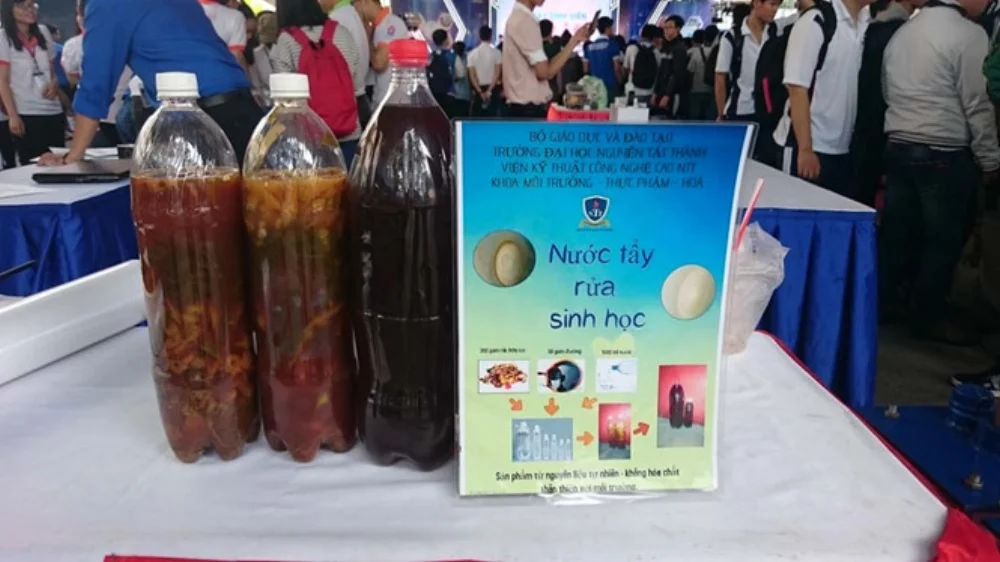 BỘ GIÁO DỤC VÀ ĐÀO TẠO
TRƯỜNG ĐẠI HỌC NGUYỄN TẤT THÀNH
VIỆN KỸ THUẬT CÔNG NGHỆ CAO NTT
KHOA MÔI TRƯỜNG - THỰC PHẨM - HOÁ
Nước tẩy
rửa
sinh học
gam đường
Sản phẩm từ nguyên liệu tự nhiên - không hóa chất
thân thiện với môi trường